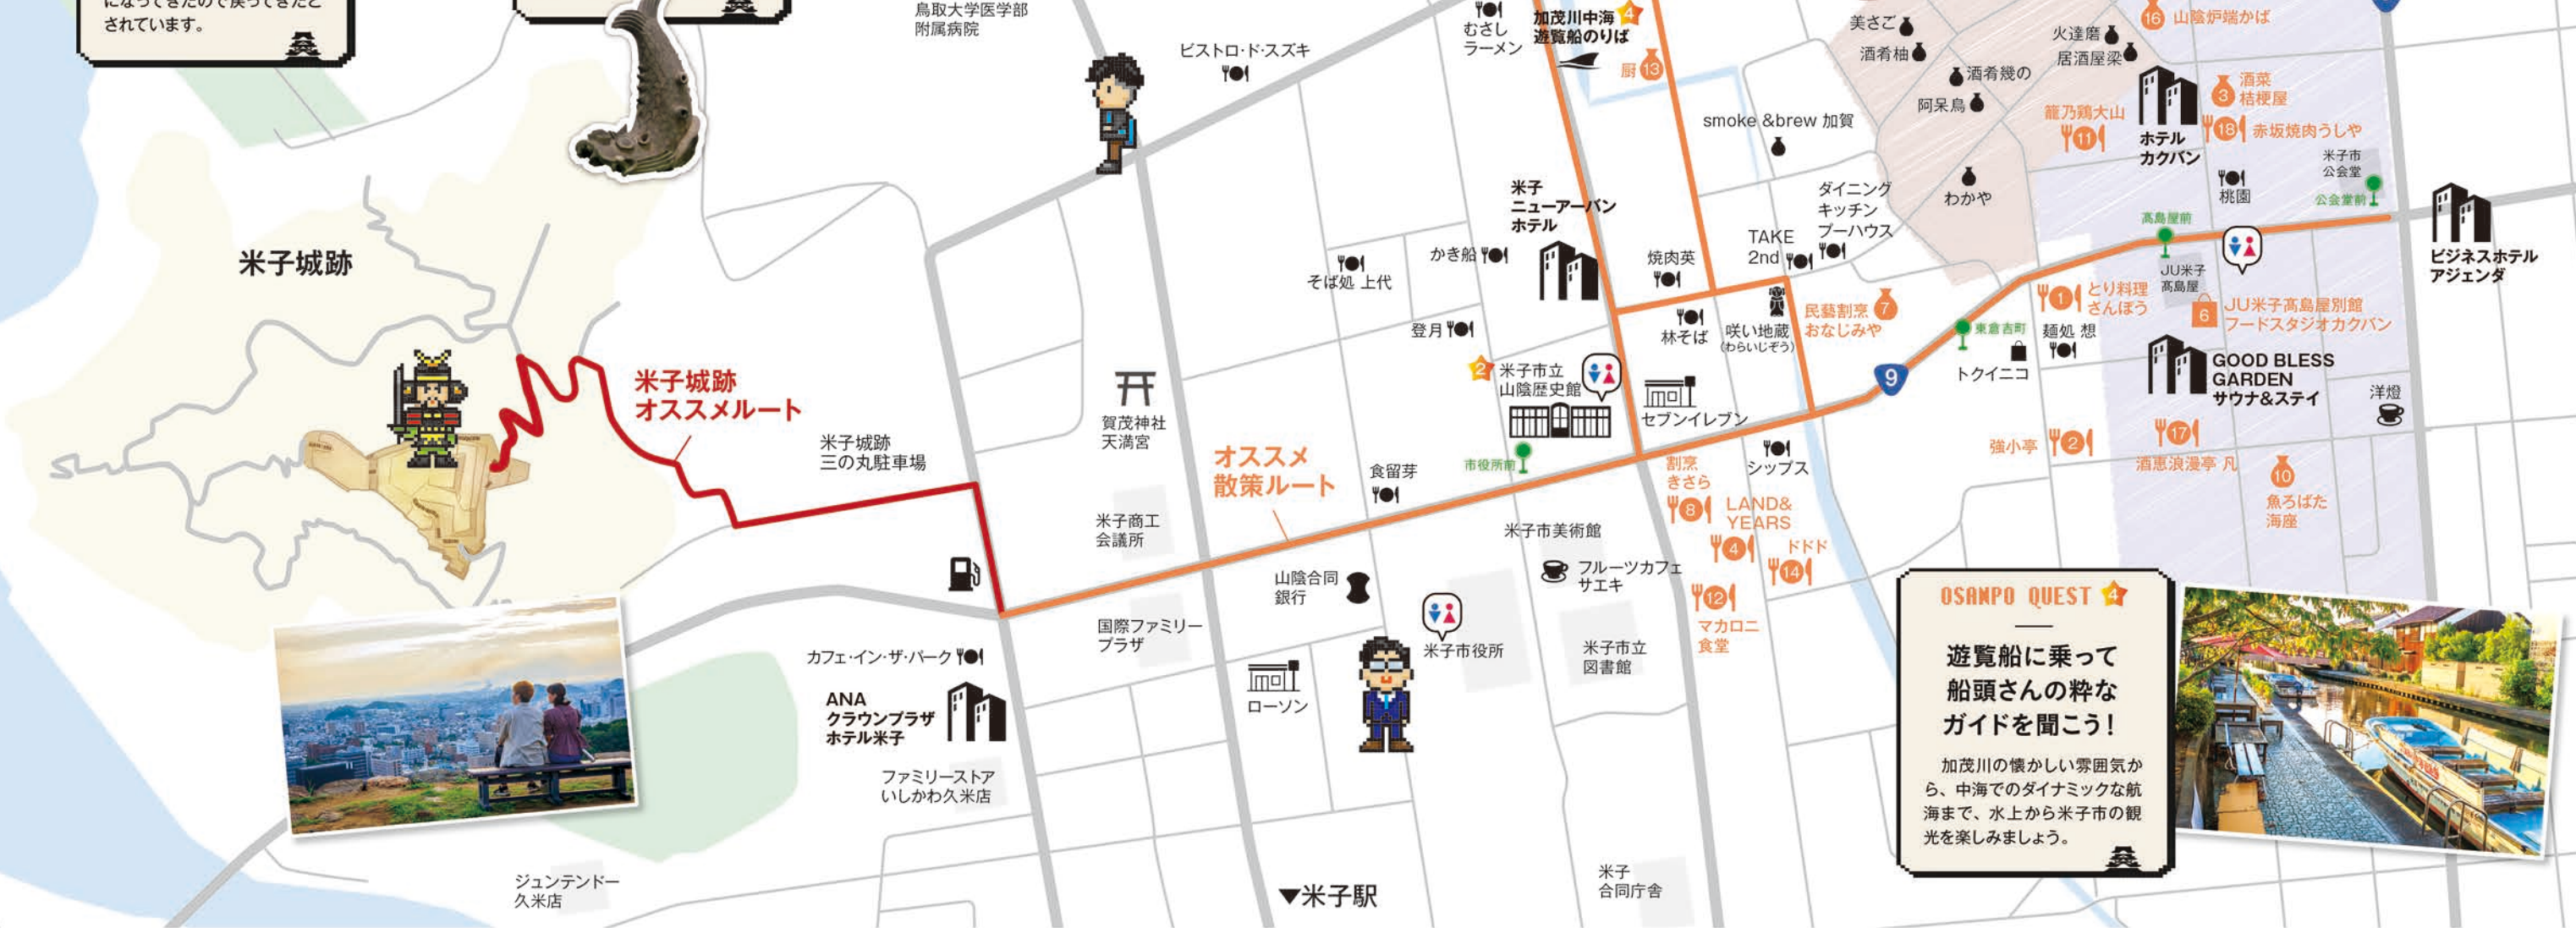 になってきたので戻ってきたと
されています。
鳥取大学医学部
附属病院
ビストロ・ド・スズキ
むさし
ラーメン
加茂川中海
遊覧船のりば
4
厨 13
美さご
酒肴柚
酒肴幾の
阿呆鳥
火達磨
居酒屋梁
16 山陰炉端かば
3 酒菜
桔梗屋
籠乃鶏大山
11
18 赤坂焼肉うしや
ホテル
カクバン
米子市
公会堂
桃園
公会堂前
髙島屋前
smoke &brew 加賀
わかや
米子
ニューアーバン
ホテル
ダイニング
キッチン
プーハウス
TAKE
2nd
焼肉英
かき船
そば処 上代
登月
米子城跡
ビジネスホテル
アジェンダ
JU米子
髙島屋
1 とり料理
さんぽう
6 JU米子髙島屋別館
フードスタジオカクバン
民藝割烹 7
おなじみや
林そば
咲い地蔵
(わらいじぞう)
東倉吉町
麺処 想
トクイニコ
9
GOOD BLESS
GARDEN
サウナ&ステイ
洋燈
2 米子市立
山陰歴史館
セブンイレブン
米子城跡
オススメルート
米子城跡
三の丸駐車場
賀茂神社
天満宮
オススメ
散策ルート
食留芽
市役所前
割烹
きさら
8
シップス
強小亭 2
17
酒恵浪漫亭 凡
10
魚ろばた
海座
LAND&
YEARS
4
ドドド
14
12
マカロニ
食堂
米子商工
会議所
米子市美術館
フルーツカフェ
サエキ
山陰合同
銀行
国際ファミリー
プラザ
米子市役所
米子市立
図書館
カフェ・イン・ザ・パーク
ANA
クラウンプラザ
ホテル米子
ローソン
ファミリーストア
いしかわ久米店
ジュンテンドー
久米店
▼米子駅
米子
合同庁舎
OSANPO QUEST 4
遊覧船に乗って
船頭さんの粋な
ガイドを聞こう！
加茂川の懐かしい雰囲気か
ら、中海でのダイナミックな航
海まで、水上から米子市の観
光を楽しみましょう。